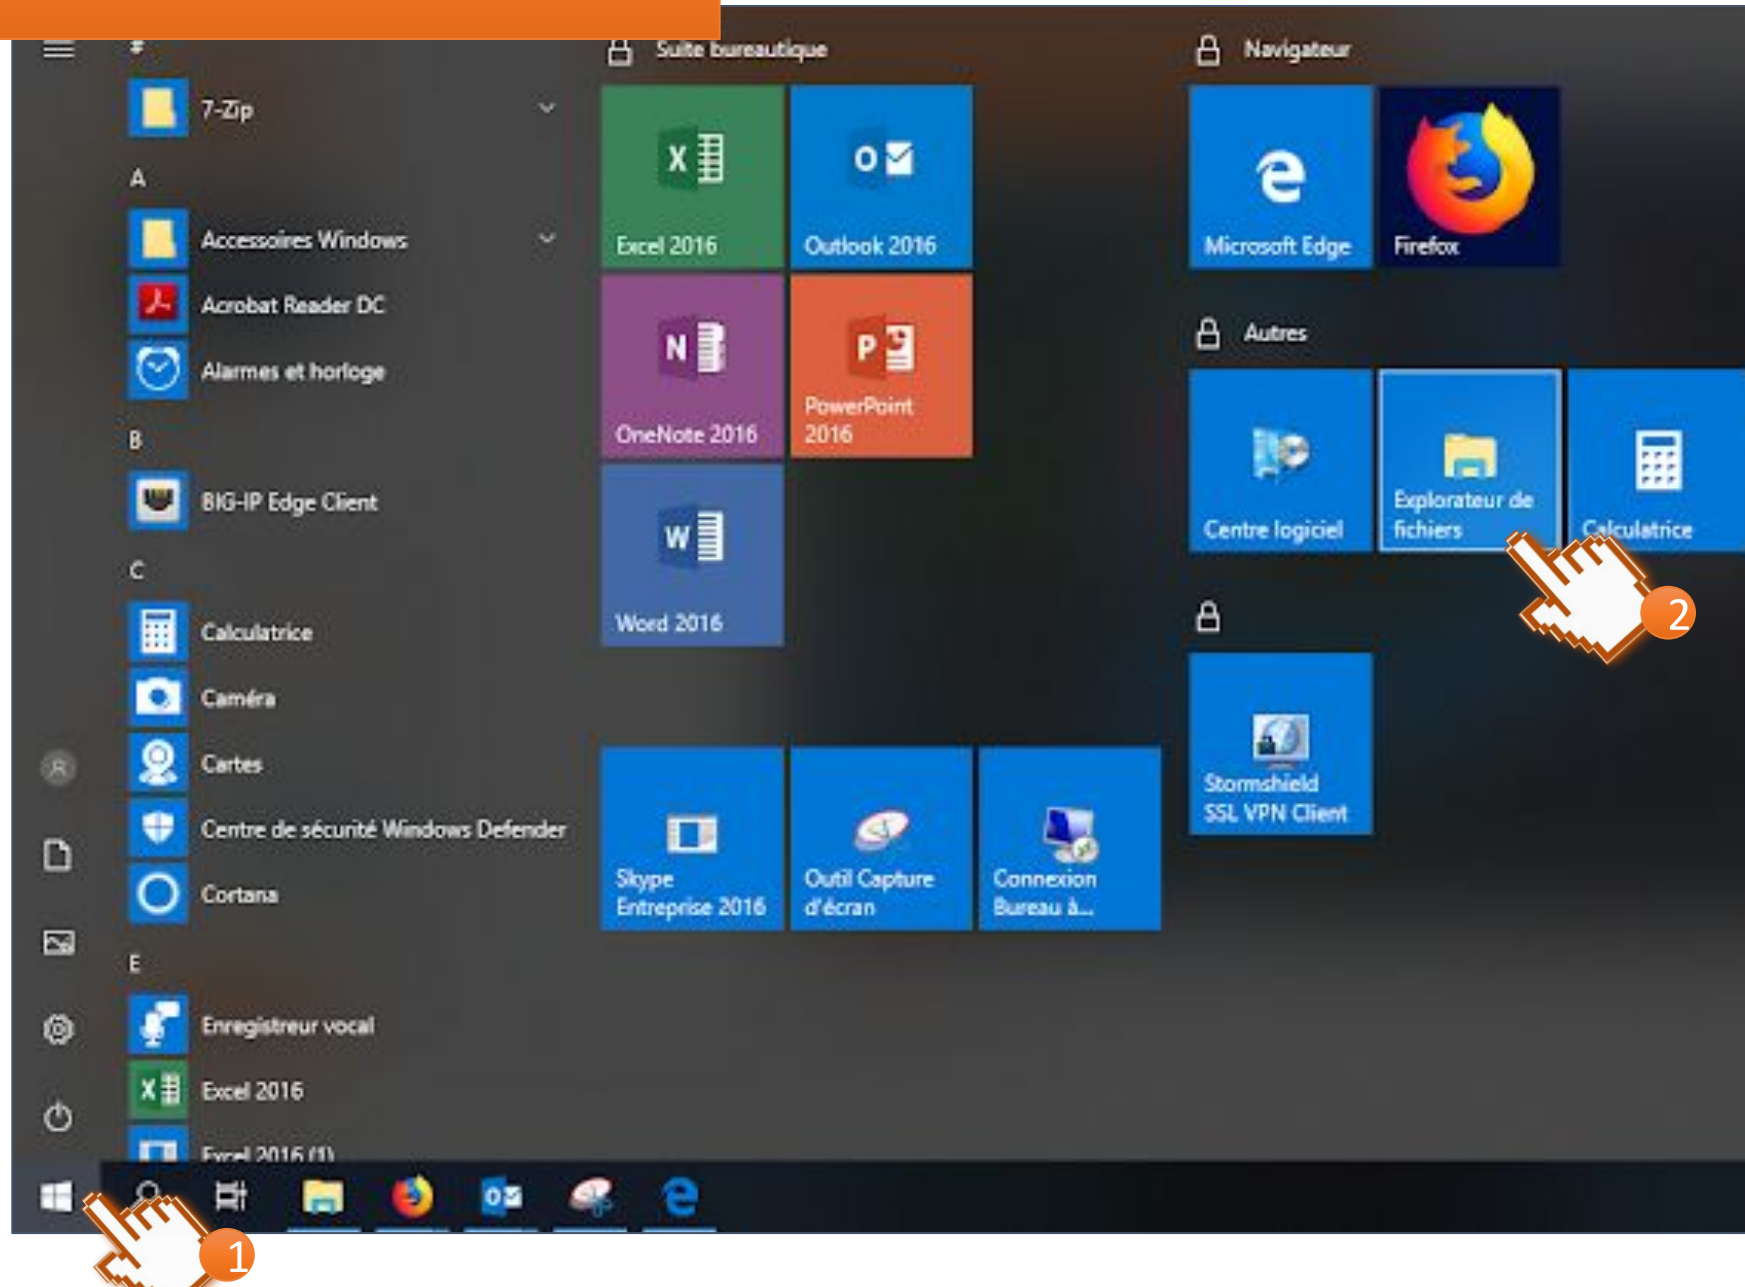 #
7-Zip
A
Accessoires Windows
Acrobat Reader DC
Alarmes et horloge
B
BIG-IP Edge Client
C
Calculatrice
Caméra
Cartes
Centre de sécurité Windows Defender
Cortana
E
Enregistreur vocal
Excel 2016
Excel 2016 (1)
Suite bureautique
Excel 2016
Outlook 2016
OneNote 2016
PowerPoint
2016
Word 2016
Skype
Entreprise 2016
Outil Capture
d'écran
Connexion
Bureau à...
Navigateur
Microsoft Edge
Firefox
Autres
Centre logiciel
Explorateur de
fichiers
Calculatrice
2
Stormshield
SSL VPN Client
1